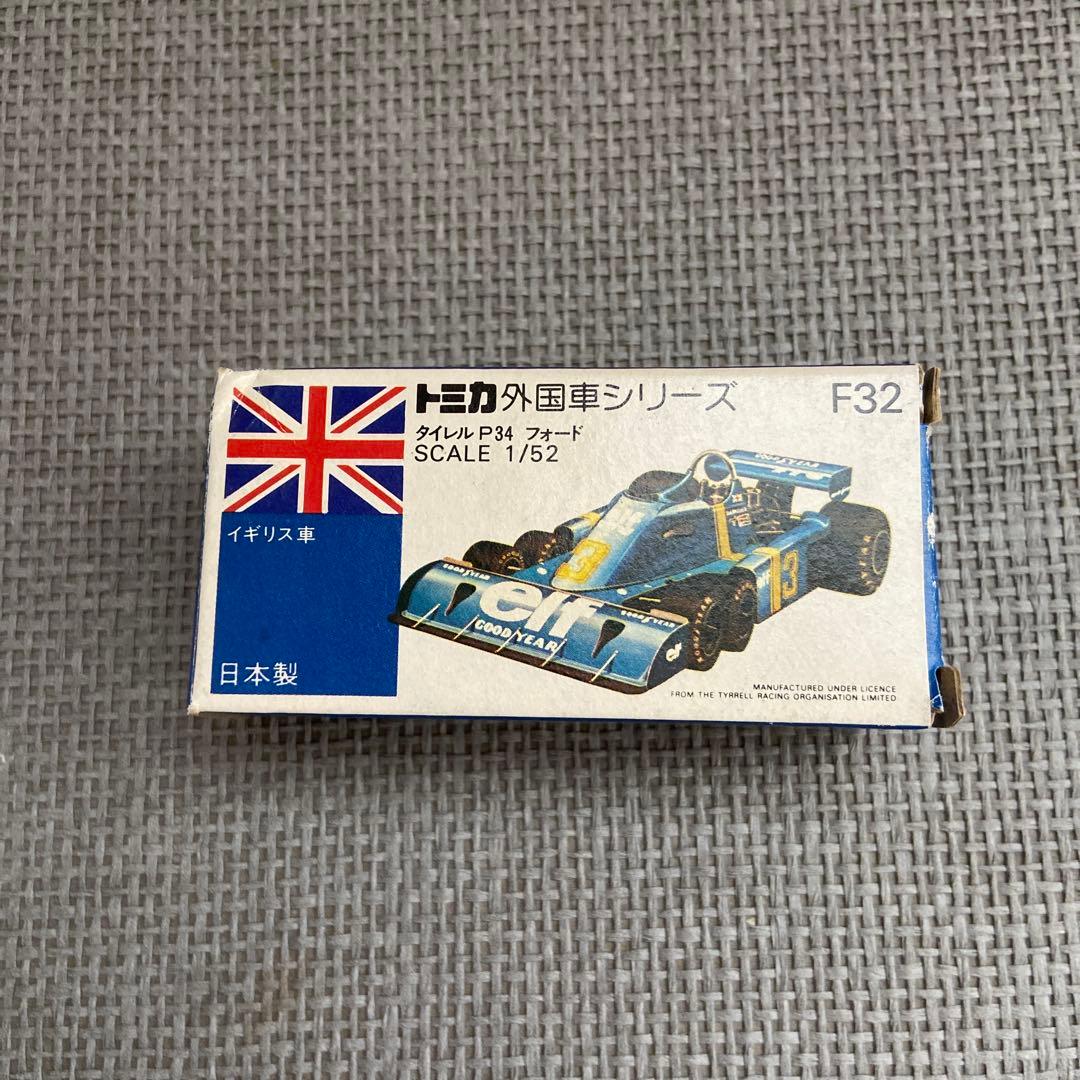 トミカ外国車シリーズ F32
タイレル P34 フォード
SCALE 1/52
イギリス車
日本製
elf
GOODYEAR
GOODYEAR
3
elf
3
MANUFACTURED UNDER LICENCE
FROM THE TYRRELL RACING ORGANISATION LIMITED